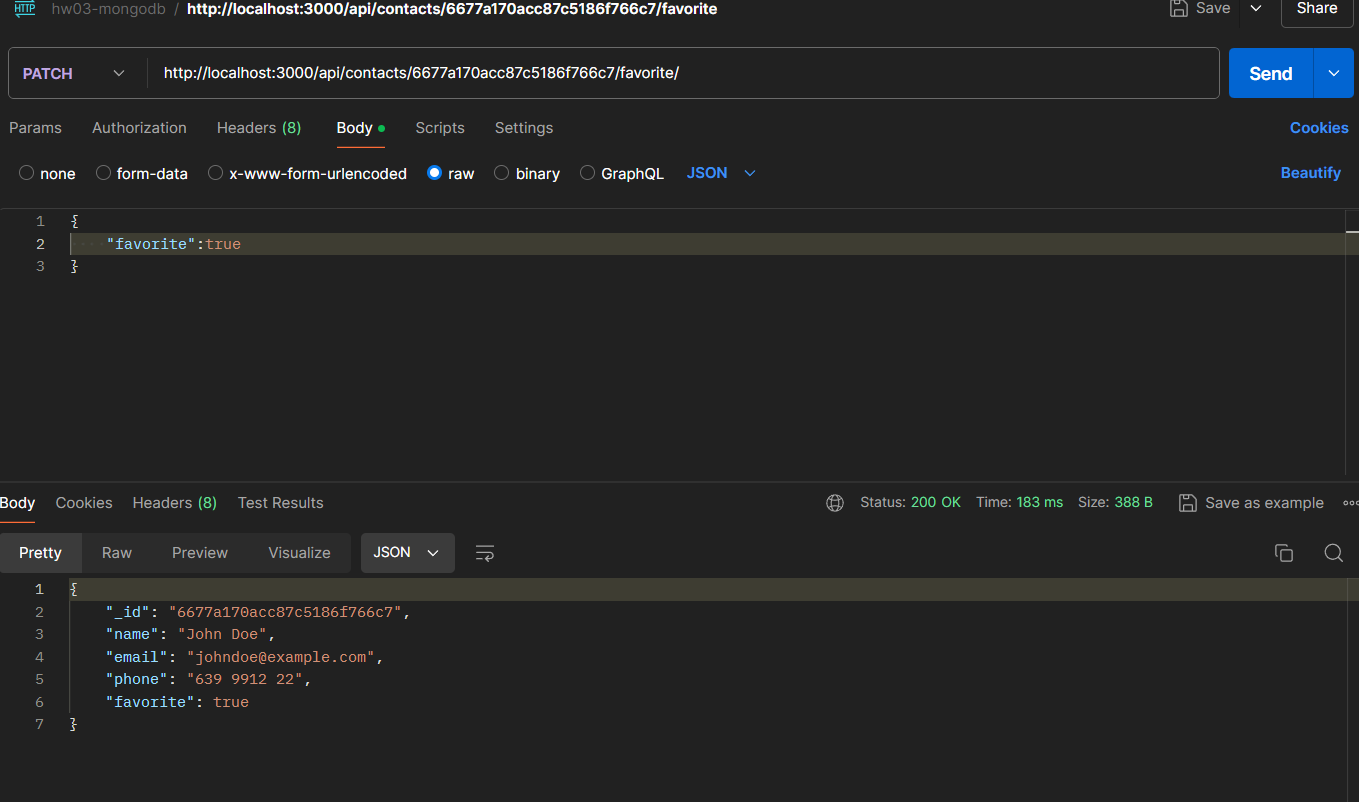 HTTP hw03-mongodb / http://localhost:3000/api/contacts/6677a170acc87c5186f766c7/favorite Save Share
PATCH http://localhost:3000/api/contacts/6677a170acc87c5186f766c7/favorite/ Send
Params Authorization Headers (8) Body Scripts Settings Cookies
none form-data x-www-form-urlencoded raw binary GraphQL JSON Beautify
1 {
2 "favorite":true
3 }
Body Cookies Headers (8) Test Results Status: 200 OK Time: 183 ms Size: 388 B Save as example
Pretty Raw Preview Visualize JSON
1 {
2 "_id": "6677a170acc87c5186f766c7",
3 "name": "John Doe",
4 "email": "johndoe@example.com",
5 "phone": "639 9912 22",
6 "favorite": true
7 }